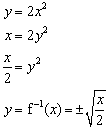 y = 2x²
x = 2y²
x/2 = y²
y = f⁻¹(x) = ±√(x/2)